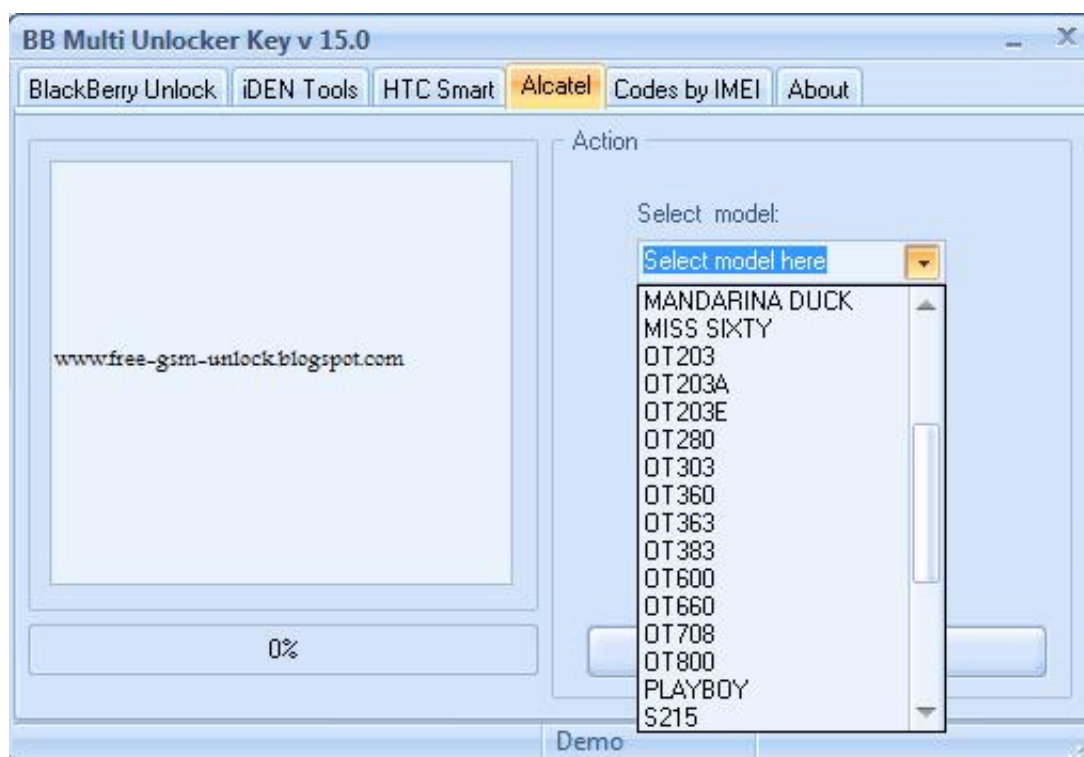 BB Multi Unlocker Key v 15.0
BlackBerry Unlock iDEN Tools HTC Smart Alcatel Codes by IMEI About
www.free-gsm-unlock.blogspot.com
0%
Action
Select model:
Select model here
MANDARINA DUCK
MISS SIXTY
OT203
OT203A
OT203E
OT280
OT303
OT360
OT363
OT383
OT600
OT660
OT708
OT800
PLAYBOY
S215
Demo